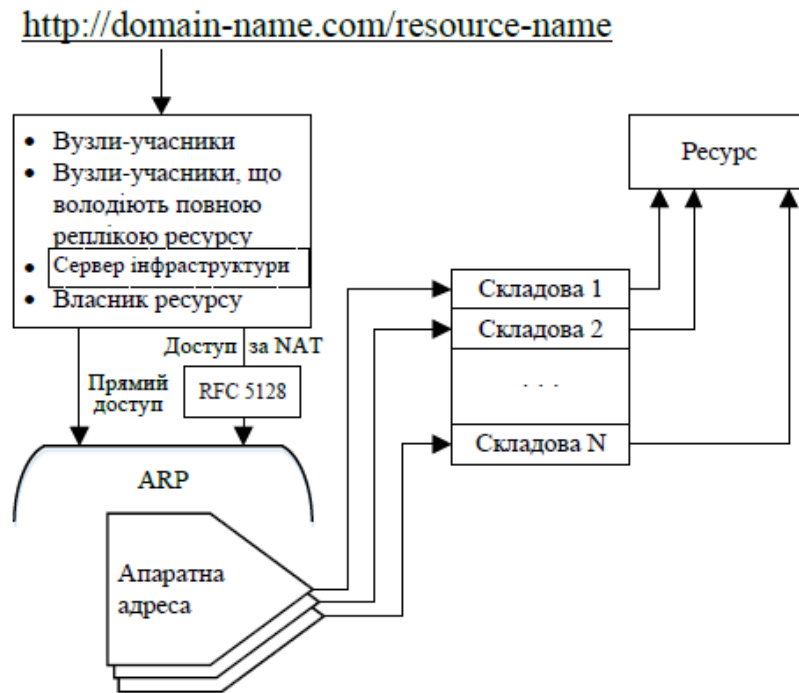 http://domain-name.com/resource-name
• Вузли-учасники
• Вузли-учасники, що
володіють повною
реплікою ресурсу
• Сервер інфраструктури
• Власник ресурсу
Ресурс
Складова 1
Складова 2
. . .
Складова N
Доступ за NAT
Прямий
доступ
RFC 5128
ARP
Апаратна
адреса